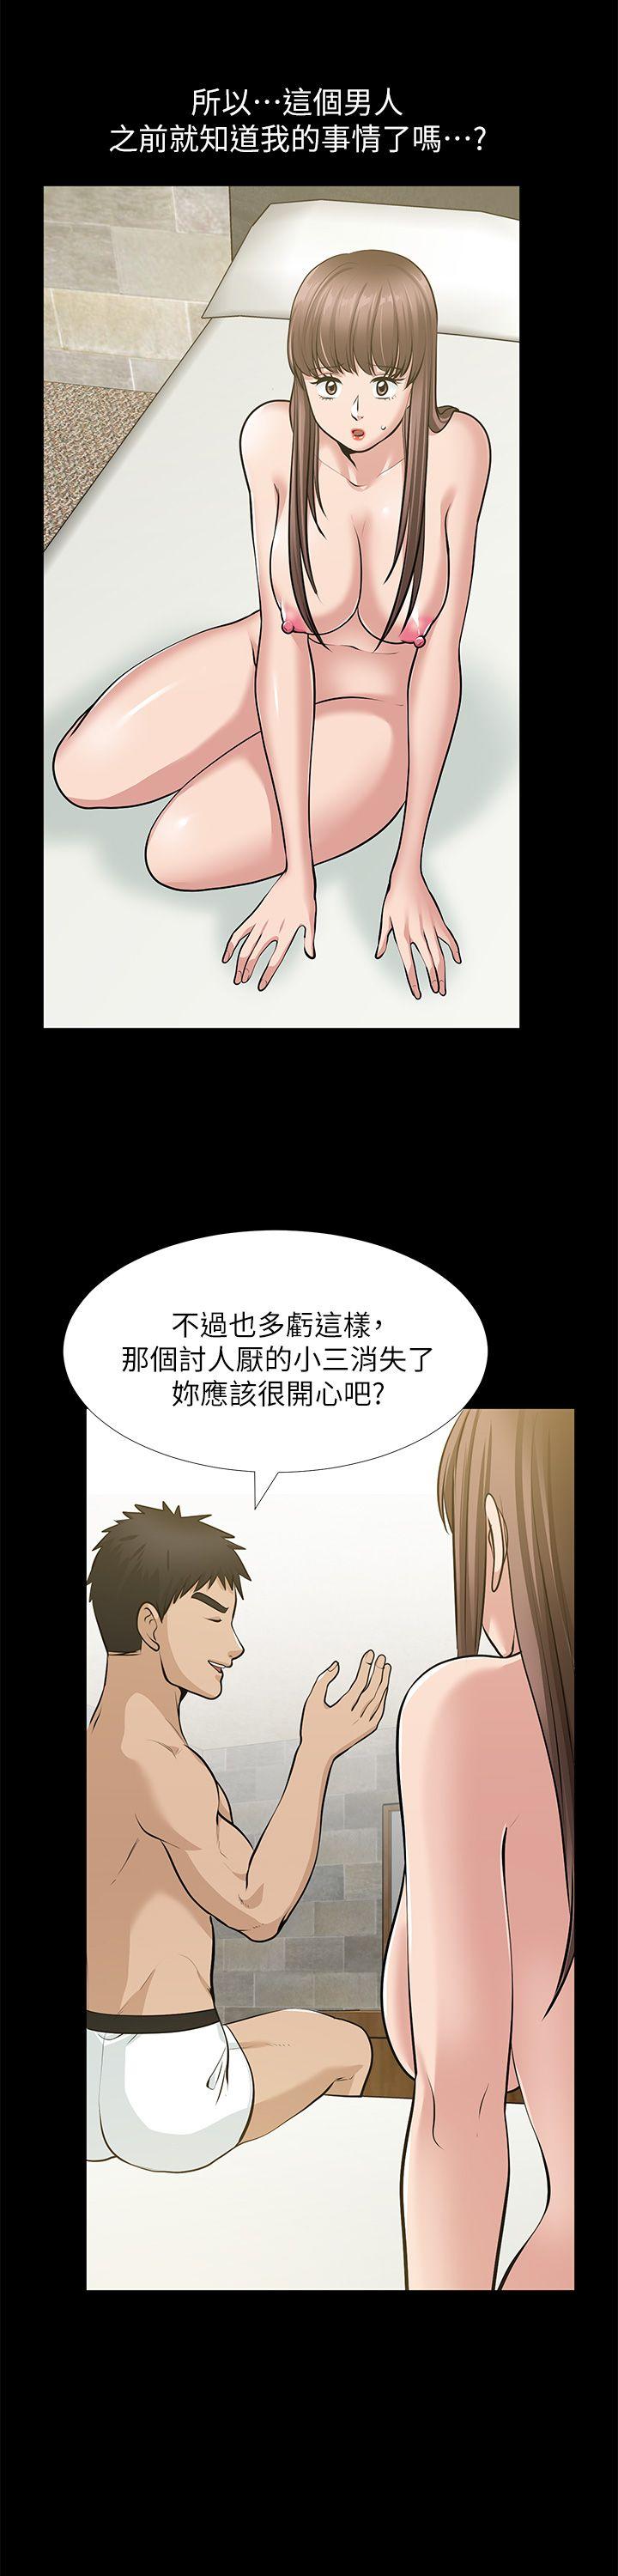 所以…這個男人
之前就知道我的事情了嗎…?
不過也多虧這樣,
那個討人厭的小三消失了
妳應該很開心吧?